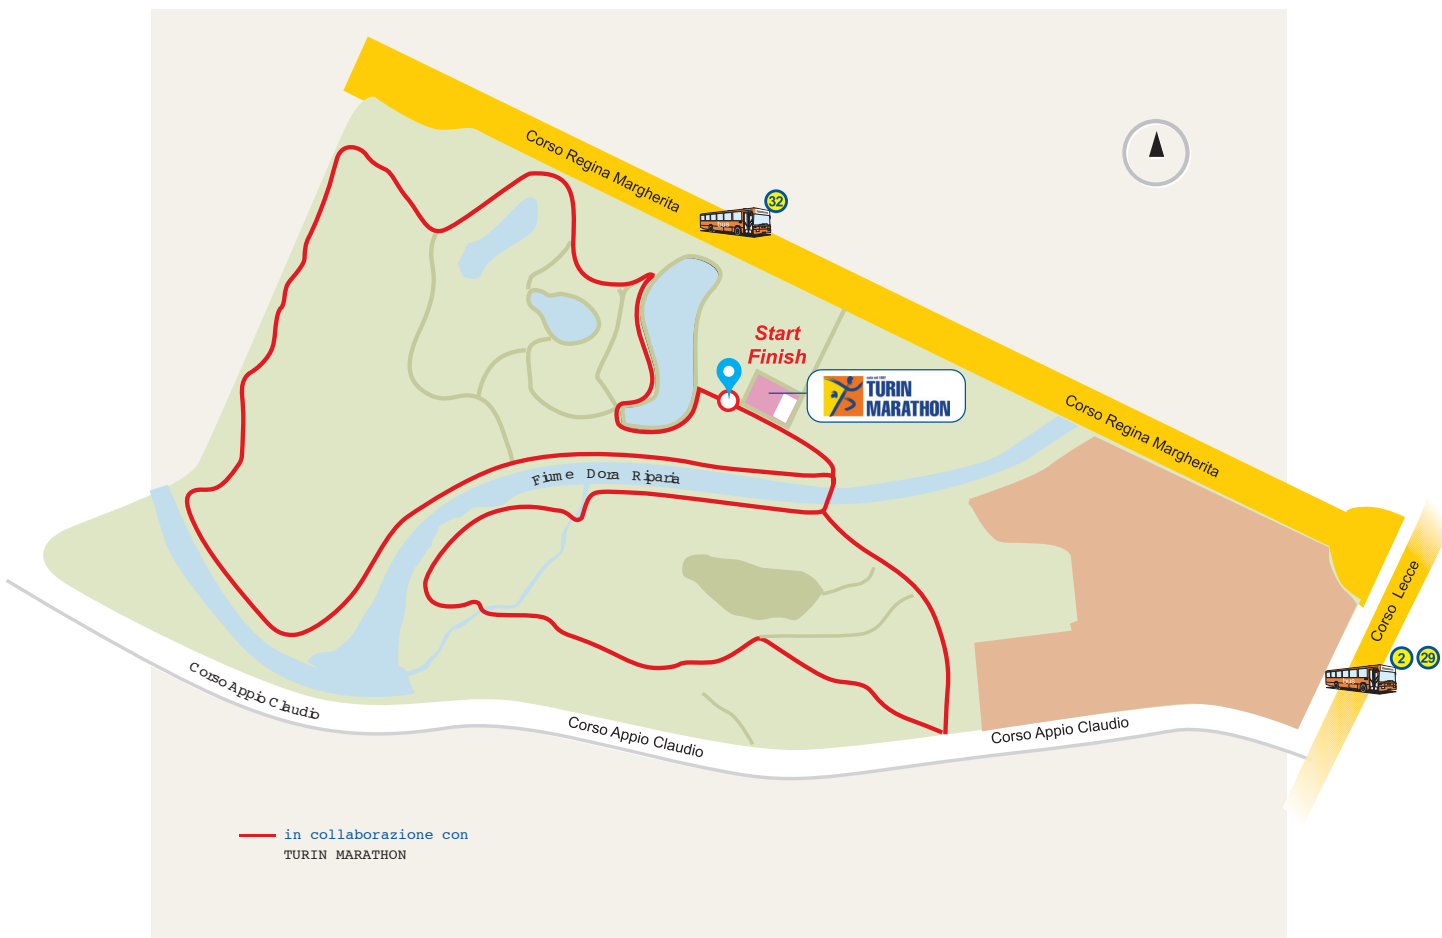 Corso Regina Margherita
32
Start
Finish
TURIN
MARATHON
Corso Regina Margherita
Fiume Dora Riparia
Corso Lecce
2 29
Corso Appio Claudio
Corso Appio Claudio
Corso Appio Claudio
in collaborazione con
TURIN MARATHON